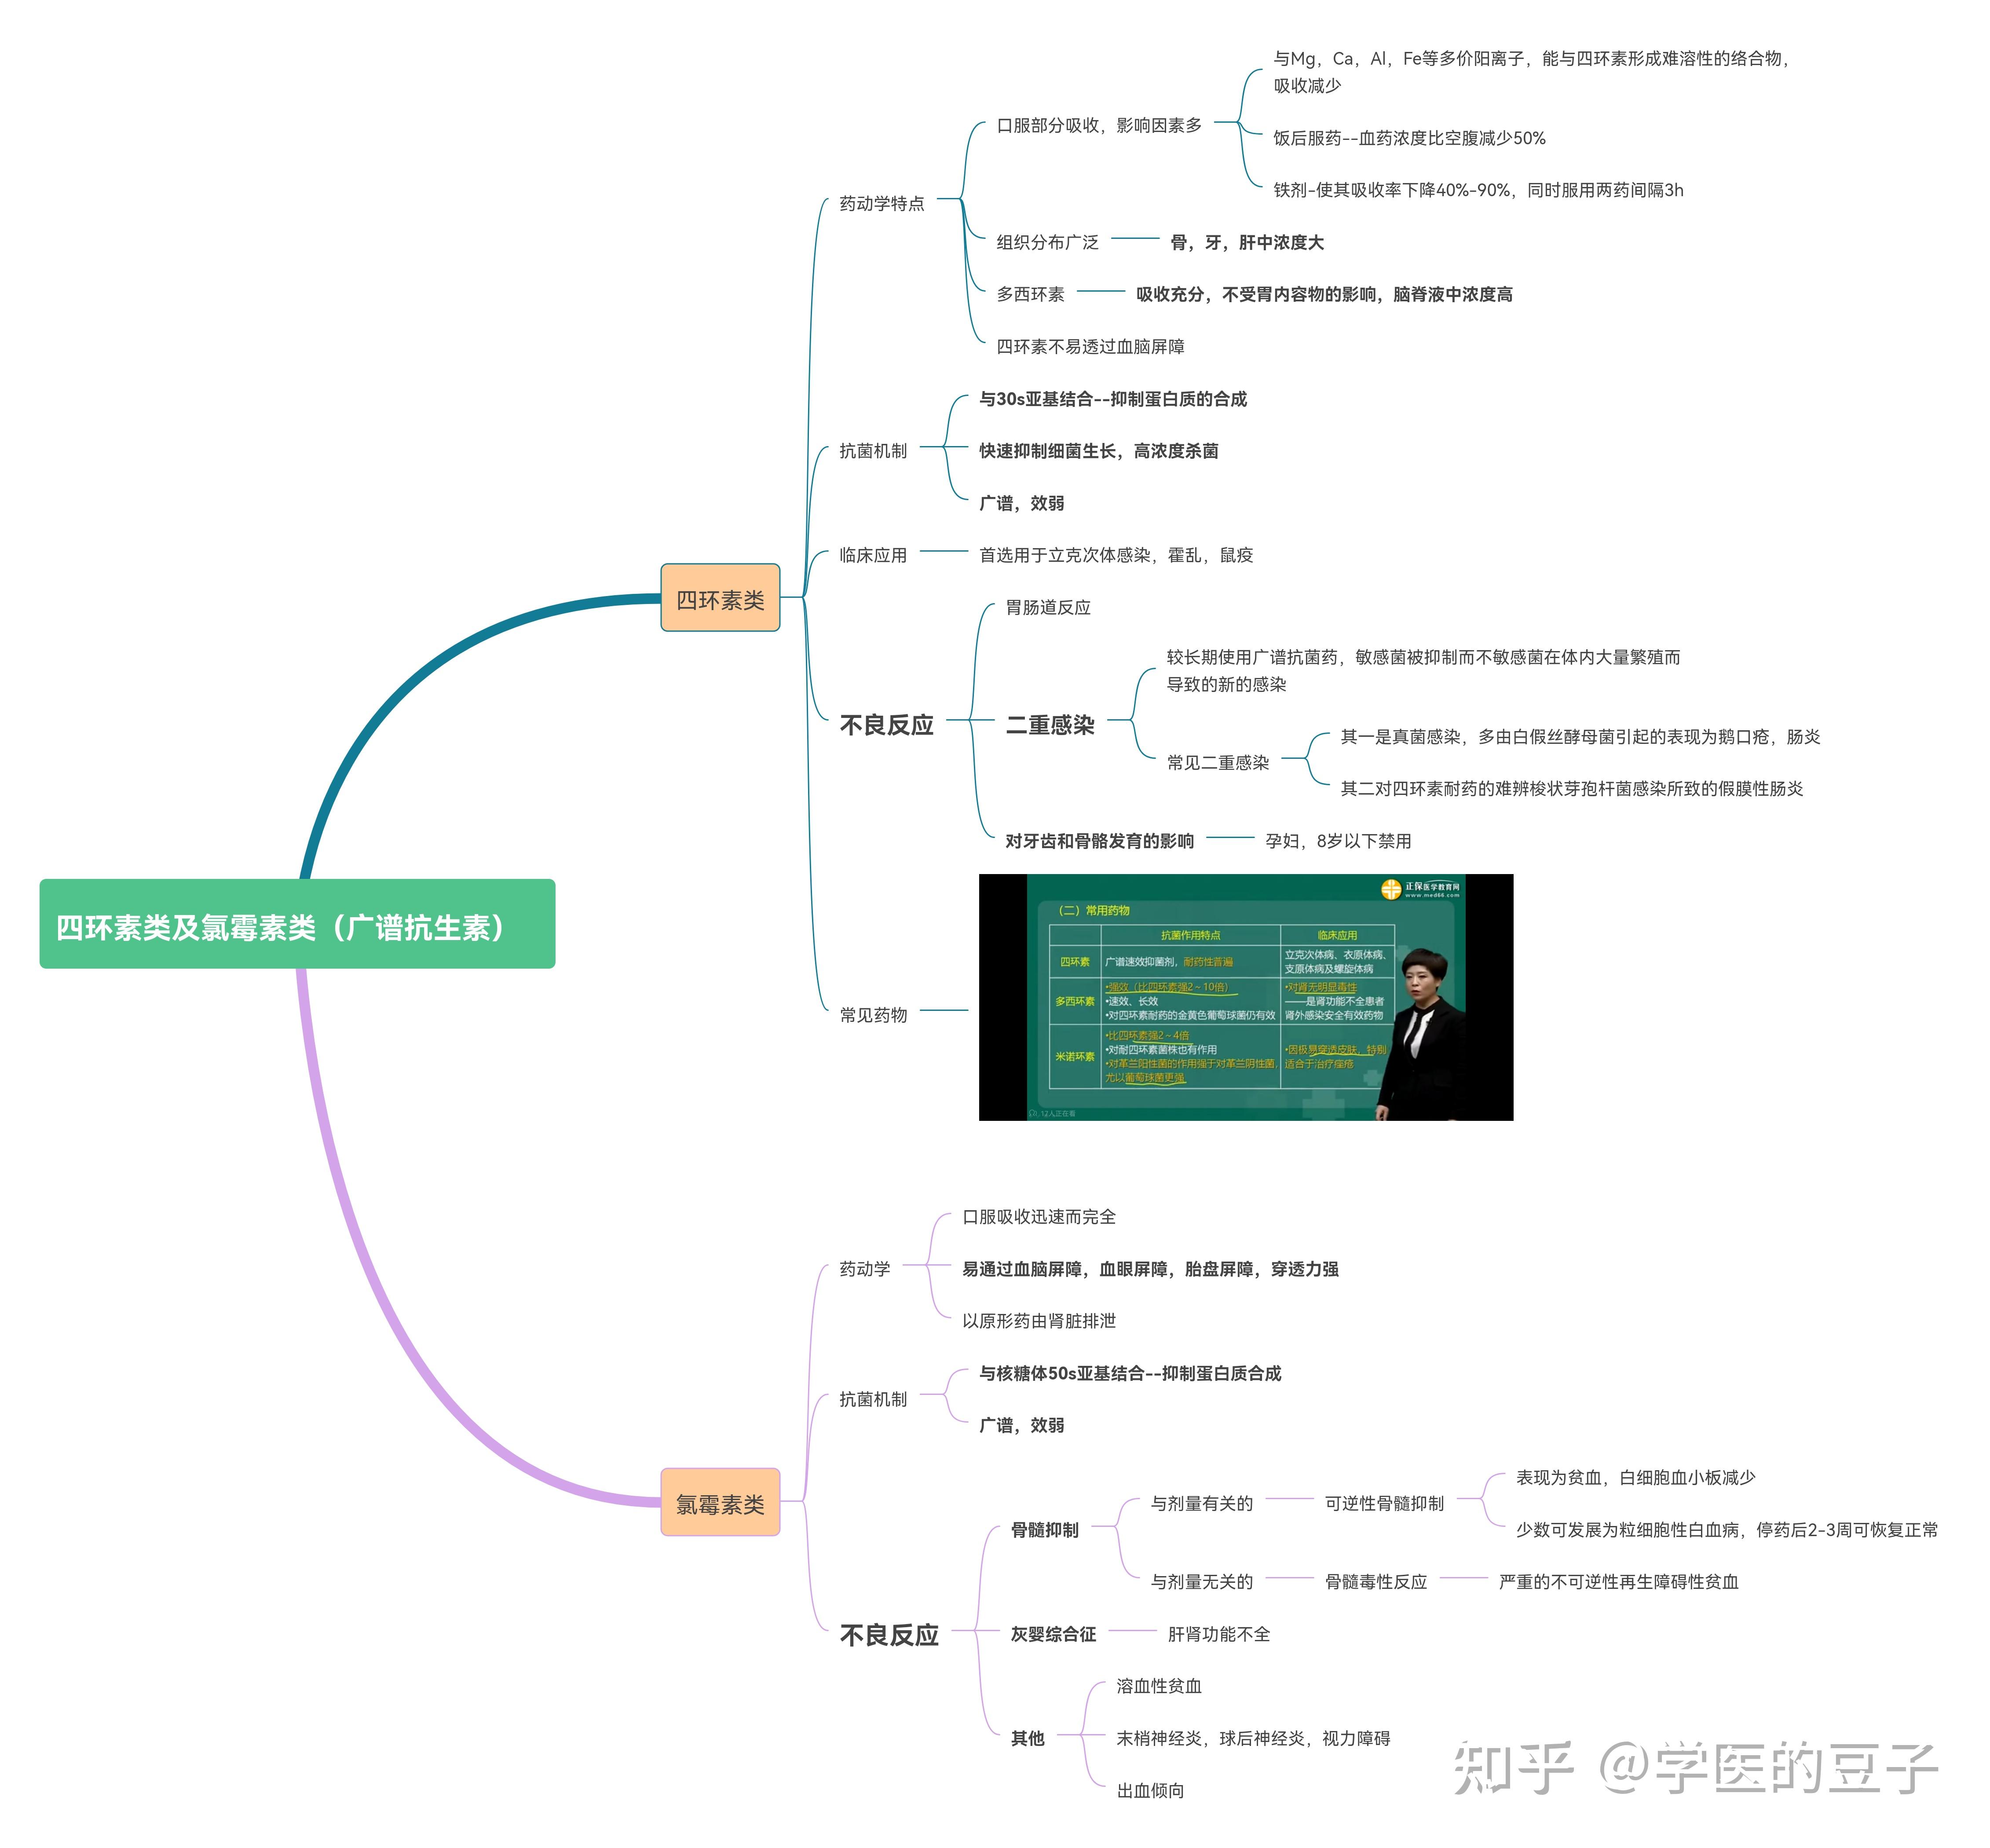 四环素类及氯霉素类（广谱抗生素）
四环素类
药动学特点
口服部分吸收，影响因素多
与Mg，Ca，Al，Fe等多价阳离子，能与四环素形成难溶性的络合物，
吸收减少
饭后服药--血药浓度比空腹减少50%
铁剂-使其吸收率下降40%-90%，同时服用两药间隔3h
组织分布广泛
骨，牙，肝中浓度大
多西环素
吸收充分，不受胃内容物的影响，脑脊液中浓度高
四环素不易透过血脑屏障
抗菌机制
与30s亚基结合--抑制蛋白质的合成
快速抑制细菌生长，高浓度杀菌
广谱，效弱
临床应用
首选用于立克次体感染，霍乱，鼠疫
不良反应
胃肠道反应
二重感染
较长期使用广谱抗菌药，敏感菌被抑制而不敏感菌在体内大量繁殖而
导致的新的感染
常见二重感染
其一是真菌感染，多由白假丝酵母菌引起的表现为鹅口疮，肠炎
其二对四环素耐药的难辨梭状芽孢杆菌感染所致的假膜性肠炎
对牙齿和骨骼发育的影响
孕妇，8岁以下禁用
常见药物
正保医学教育网
www.med66.com
（二）常用药物
抗菌作用特点
临床应用
四环素
广谱速效抑菌剂，耐药性普遍
立克次体病、衣原体病、
支原体病及螺旋体病
多西环素
•强效（比四环素强2～10倍）
•速效、长效
•对四环素耐药的金黄色葡萄球菌仍有效
•对肾无明显毒性
——是肾功能不全患者
肾外感染安全有效药物
米诺环素
•比四环素强2～4倍
•对耐四环素菌株也有作用
•对革兰阳性菌的作用强于对革兰阴性菌，
尤以葡萄球菌更强
•因极易穿透皮肤，特别
适合于治疗痤疮
12人正在看
氯霉素类
药动学
口服吸收迅速而完全
易通过血脑屏障，血眼屏障，胎盘屏障，穿透力强
以原形药由肾脏排泄
抗菌机制
与核糖体50s亚基结合--抑制蛋白质合成
广谱，效弱
不良反应
骨髓抑制
与剂量有关的
可逆性骨髓抑制
表现为贫血，白细胞血小板减少
少数可发展为粒细胞性白血病，停药后2-3周可恢复正常
与剂量无关的
骨髓毒性反应
严重的不可逆性再生障碍性贫血
灰婴综合征
肝肾功能不全
其他
溶血性贫血
末梢神经炎，球后神经炎，视力障碍
出血倾向
知乎 @学医的豆子